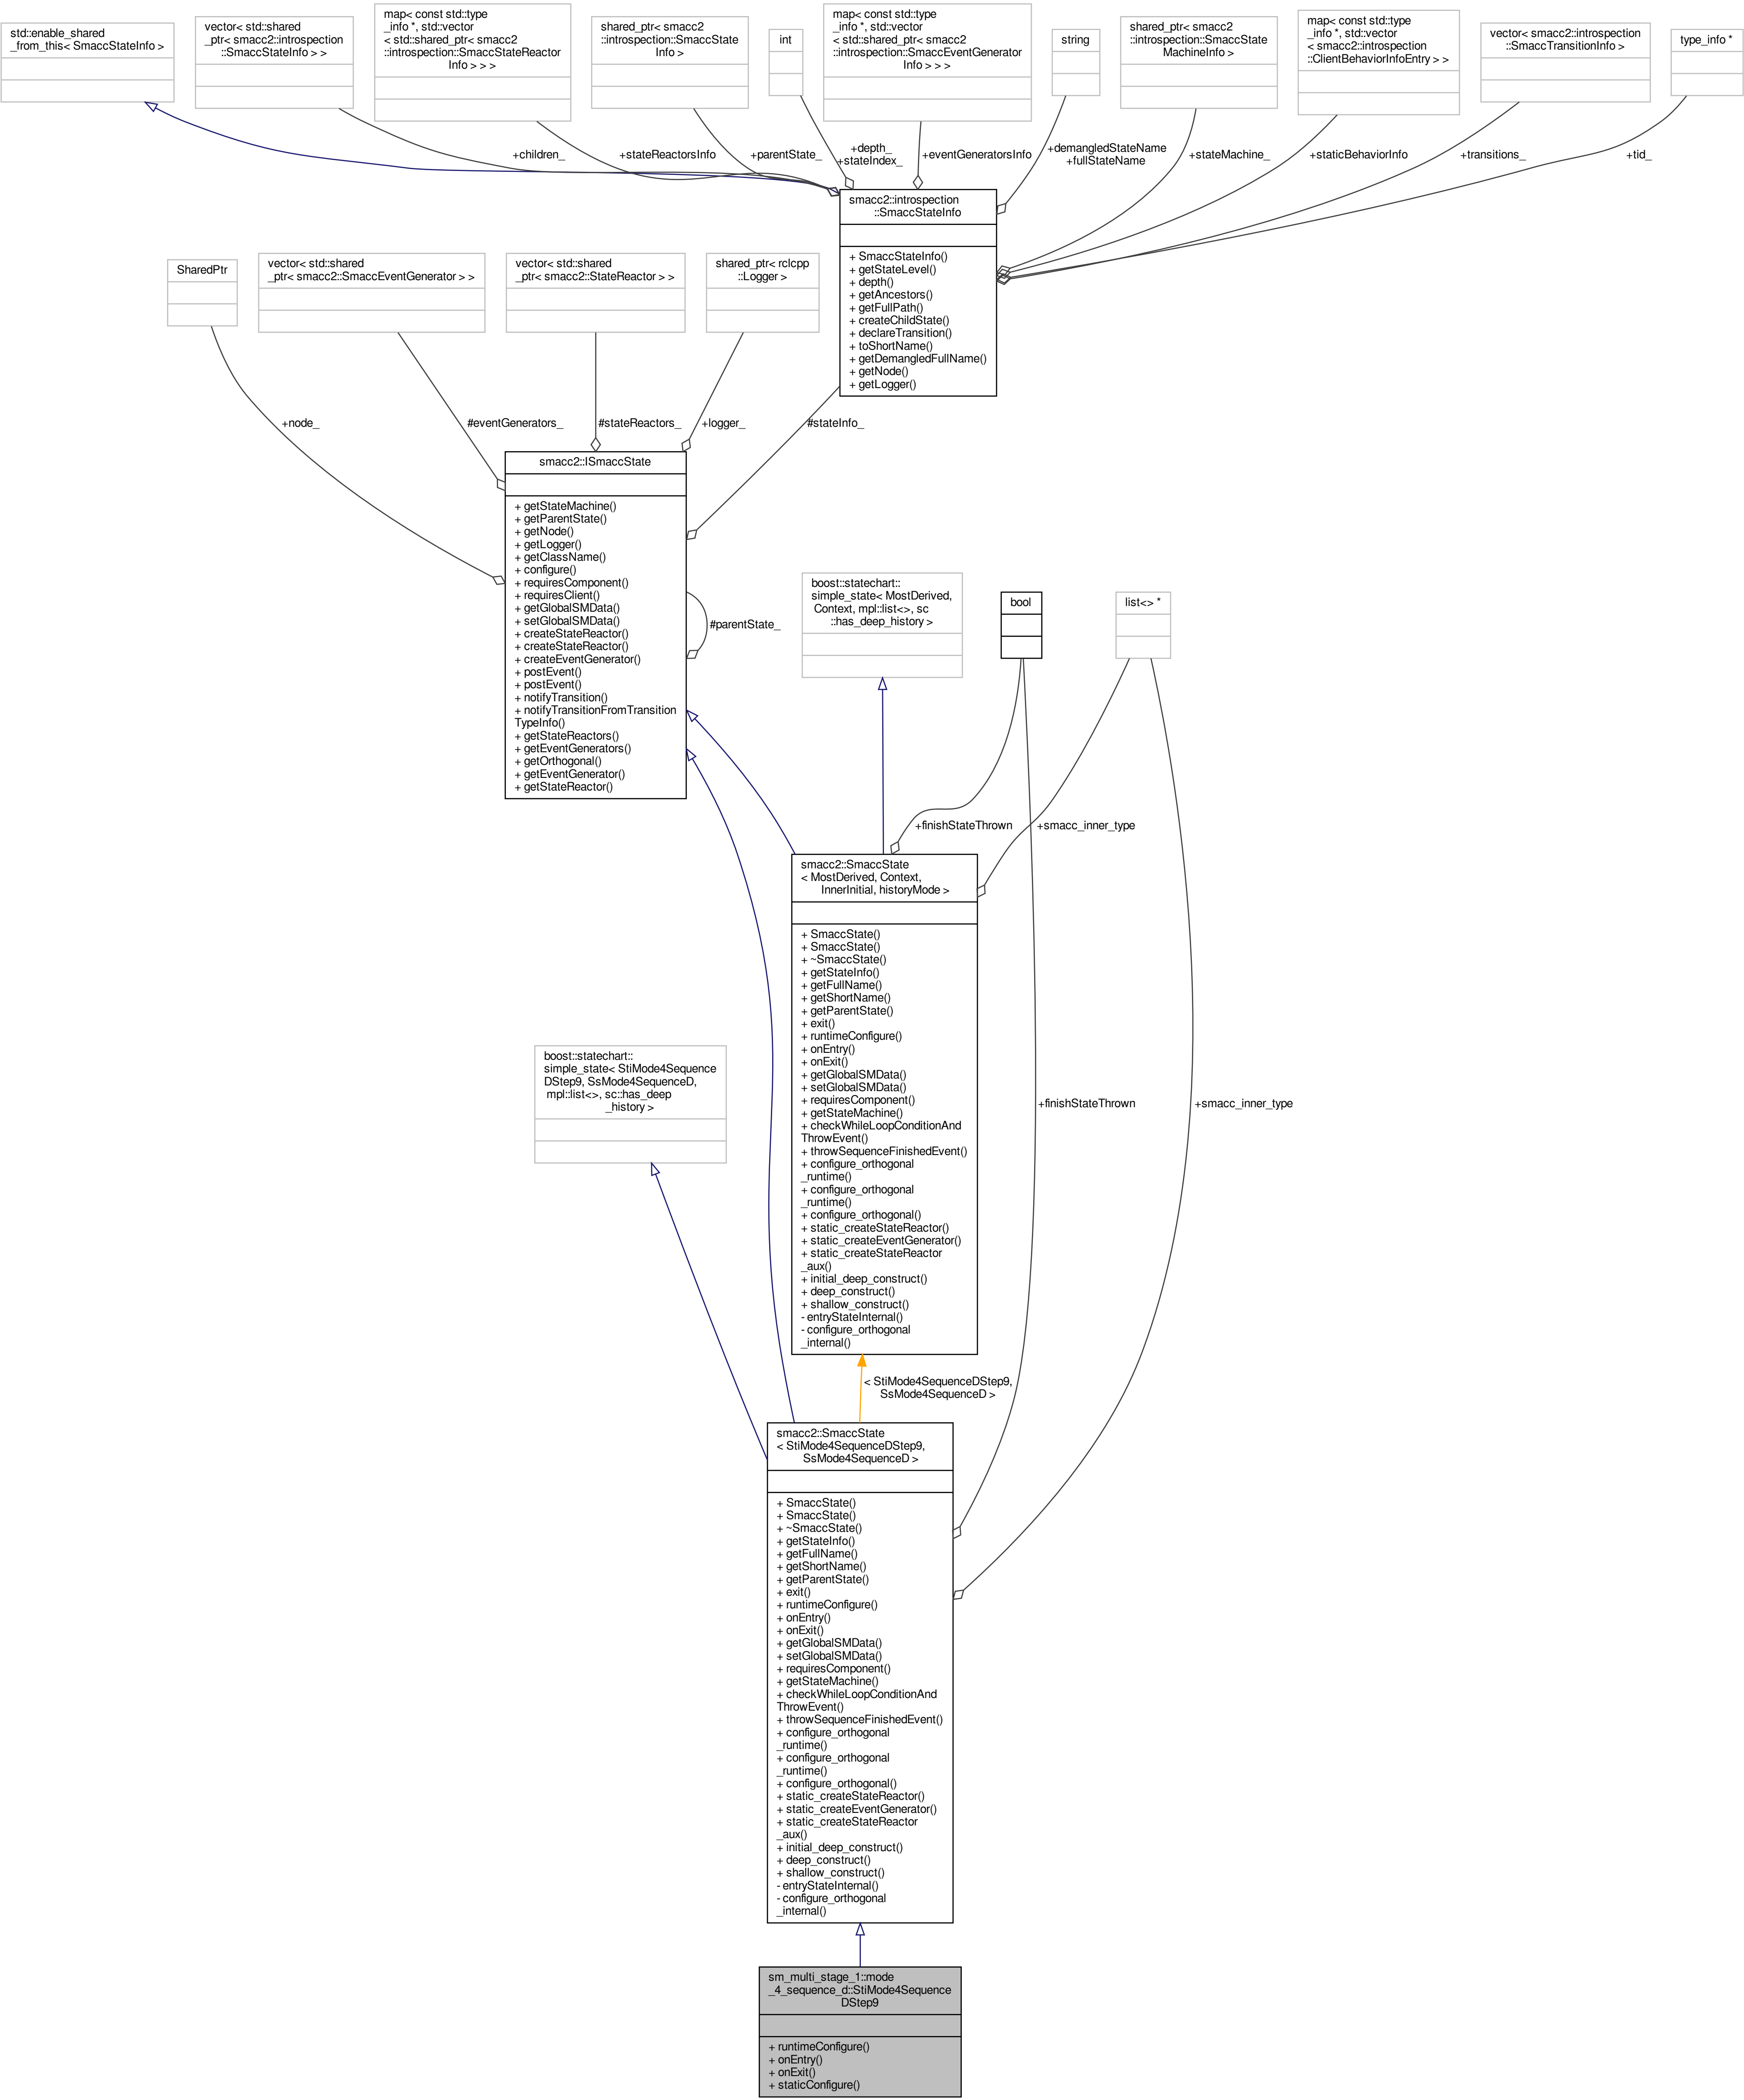 std::enable_shared
_from_this< SmaccStateInfo >
vector< std::shared
_ptr< smacc2::introspection
::SmaccStateInfo > >
map< const std::type
_info *, std::vector
< std::shared_ptr< smacc2
::introspection::SmaccStateReactor
Info > > >
shared_ptr< smacc2
::introspection::SmaccState
Info >
int
map< const std::type
_info *, std::vector
< std::shared_ptr< smacc2
::introspection::SmaccEventGenerator
Info > > >
string
shared_ptr< smacc2
::introspection::SmaccState
MachineInfo >
map< const std::type
_info *, std::vector
< smacc2::introspection
::ClientBehaviorInfoEntry > >
vector< smacc2::introspection
::SmaccTransitionInfo >
type_info *
+children_
+stateReactorsInfo
+parentState_
+depth_
+stateIndex_
+eventGeneratorsInfo
+demangledStateName
+fullStateName
+stateMachine_
+staticBehaviorInfo
+transitions_
+tid_
smacc2::introspection
::SmaccStateInfo
+ SmaccStateInfo()
+ getStateLevel()
+ depth()
+ getAncestors()
+ getFullPath()
+ createChildState()
+ declareTransition()
+ toShortName()
+ getDemangledFullName()
+ getNode()
+ getLogger()
SharedPtr
vector< std::shared
_ptr< smacc2::SmaccEventGenerator > >
vector< std::shared
_ptr< smacc2::StateReactor > >
shared_ptr< rclcpp
::Logger >
+node_
#eventGenerators_
#stateReactors_
+logger_
#stateInfo_
smacc2::ISmaccState
+ getStateMachine()
+ getParentState()
+ getNode()
+ getLogger()
+ getClassName()
+ configure()
+ requiresComponent()
+ requiresClient()
+ getGlobalSMData()
+ setGlobalSMData()
+ createStateReactor()
+ createStateReactor()
+ createEventGenerator()
+ postEvent()
+ postEvent()
+ notifyTransition()
+ notifyTransitionFromTransition
TypeInfo()
+ getStateReactors()
+ getEventGenerators()
+ getOrthogonal()
+ getEventGenerator()
+ getStateReactor()
#parentState_
boost::statechart::
simple_state< MostDerived,
Context, mpl::list<>, sc
::has_deep_history >
bool
list<> *
+finishStateThrown
+smacc_inner_type
smacc2::SmaccState
< MostDerived, Context,
InnerInitial, historyMode >
+ SmaccState()
+ SmaccState()
+ ~SmaccState()
+ getStateInfo()
+ getFullName()
+ getShortName()
+ getParentState()
+ exit()
+ runtimeConfigure()
+ onEntry()
+ onExit()
+ getGlobalSMData()
+ setGlobalSMData()
+ requiresComponent()
+ getStateMachine()
+ checkWhileLoopConditionAnd
ThrowEvent()
+ throwSequenceFinishedEvent()
+ configure_orthogonal
_runtime()
+ configure_orthogonal
_runtime()
+ configure_orthogonal()
+ static_createStateReactor()
+ static_createEventGenerator()
+ static_createStateReactor
_aux()
+ initial_deep_construct()
+ deep_construct()
+ shallow_construct()
- entryStateInternal()
- configure_orthogonal
_internal()
boost::statechart::
simple_state< StiMode4Sequence
DStep9, SsMode4SequenceD,
mpl::list<>, sc::has_deep
_history >
+finishStateThrown
+smacc_inner_type
< StiMode4SequenceDStep9,
SsMode4SequenceD >
smacc2::SmaccState
< StiMode4SequenceDStep9,
SsMode4SequenceD >
+ SmaccState()
+ SmaccState()
+ ~SmaccState()
+ getStateInfo()
+ getFullName()
+ getShortName()
+ getParentState()
+ exit()
+ runtimeConfigure()
+ onEntry()
+ onExit()
+ getGlobalSMData()
+ setGlobalSMData()
+ requiresComponent()
+ getStateMachine()
+ checkWhileLoopConditionAnd
ThrowEvent()
+ throwSequenceFinishedEvent()
+ configure_orthogonal
_runtime()
+ configure_orthogonal
_runtime()
+ configure_orthogonal()
+ static_createStateReactor()
+ static_createEventGenerator()
+ static_createStateReactor
_aux()
+ initial_deep_construct()
+ deep_construct()
+ shallow_construct()
- entryStateInternal()
- configure_orthogonal
_internal()
sm_multi_stage_1::mode
_4_sequence_d::StiMode4Sequence
DStep9
+ runtimeConfigure()
+ onEntry()
+ onExit()
+ staticConfigure()